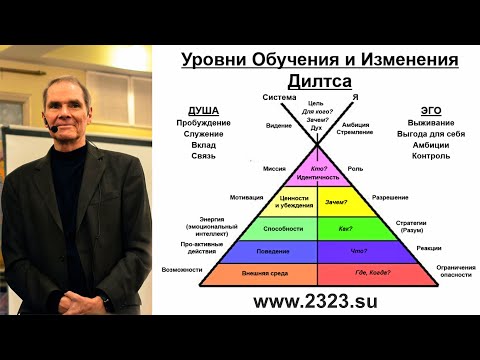 Уровни Обучения и Изменения
Дилтса
Система
Я
ДУША
Пробуждение
Служение
Вклад
Связь
ЭГО
Выживание
Выгода для себя
Амбиции
Контроль
Цель
Для кого?
Зачем?
Дух
Видение
Амбиция
Стремление
Миссия
Кто?
Идентичность
Роль
Мотивация
Ценности
и убеждения
Зачем?
Разрешение
Энергия
(эмоциональный
интеллект)
Способности
Как?
Стратегии
(Разум)
Про-активные
действия
Поведение
Что?
Реакции
Возможности
Внешняя среда
Где, Когда?
Ограничения
опасности
www.2323.su